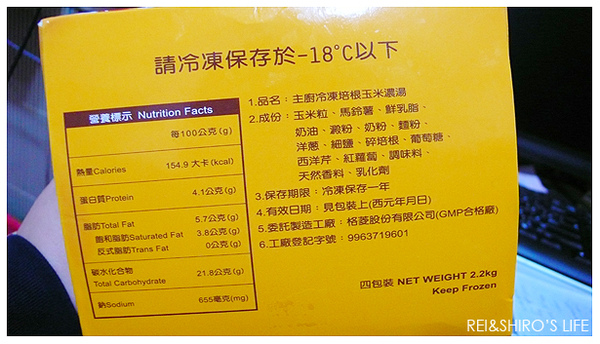 請冷凍保存於-18°C以下
營養標示 Nutrition Facts
每100公克(g)
熱量Calories 154.9 大卡(kcal)
蛋白質Protein 4.1公克(g)
脂肪Total Fat 5.7公克(g)
飽和脂肪Saturated Fat 3.8公克(g)
反式脂肪Trans Fat 0公克(g)
碳水化合物
Total Carbohydrate 21.8公克(g)
鈉Sodium 655毫克(mg)
1.品名：主廚冷凍培根玉米濃湯
2.成份：玉米粒、馬鈴薯、鮮乳脂、
奶油、澱粉、奶粉、麵粉、
洋蔥、細鹽、碎培根、葡萄糖、
西洋芹、紅蘿蔔、調味料、
天然香料、乳化劑
3.保存期限：冷凍保存一年
4.有效日期：見包裝上(西元年月日)
5.委託製造工廠：格菱股份有限公司(GMP合格廠)
6.工廠登記字號：9963719601
四包裝 NET WEIGHT 2.2kg
Keep Frozen
REI&SHIRO'S LIFE